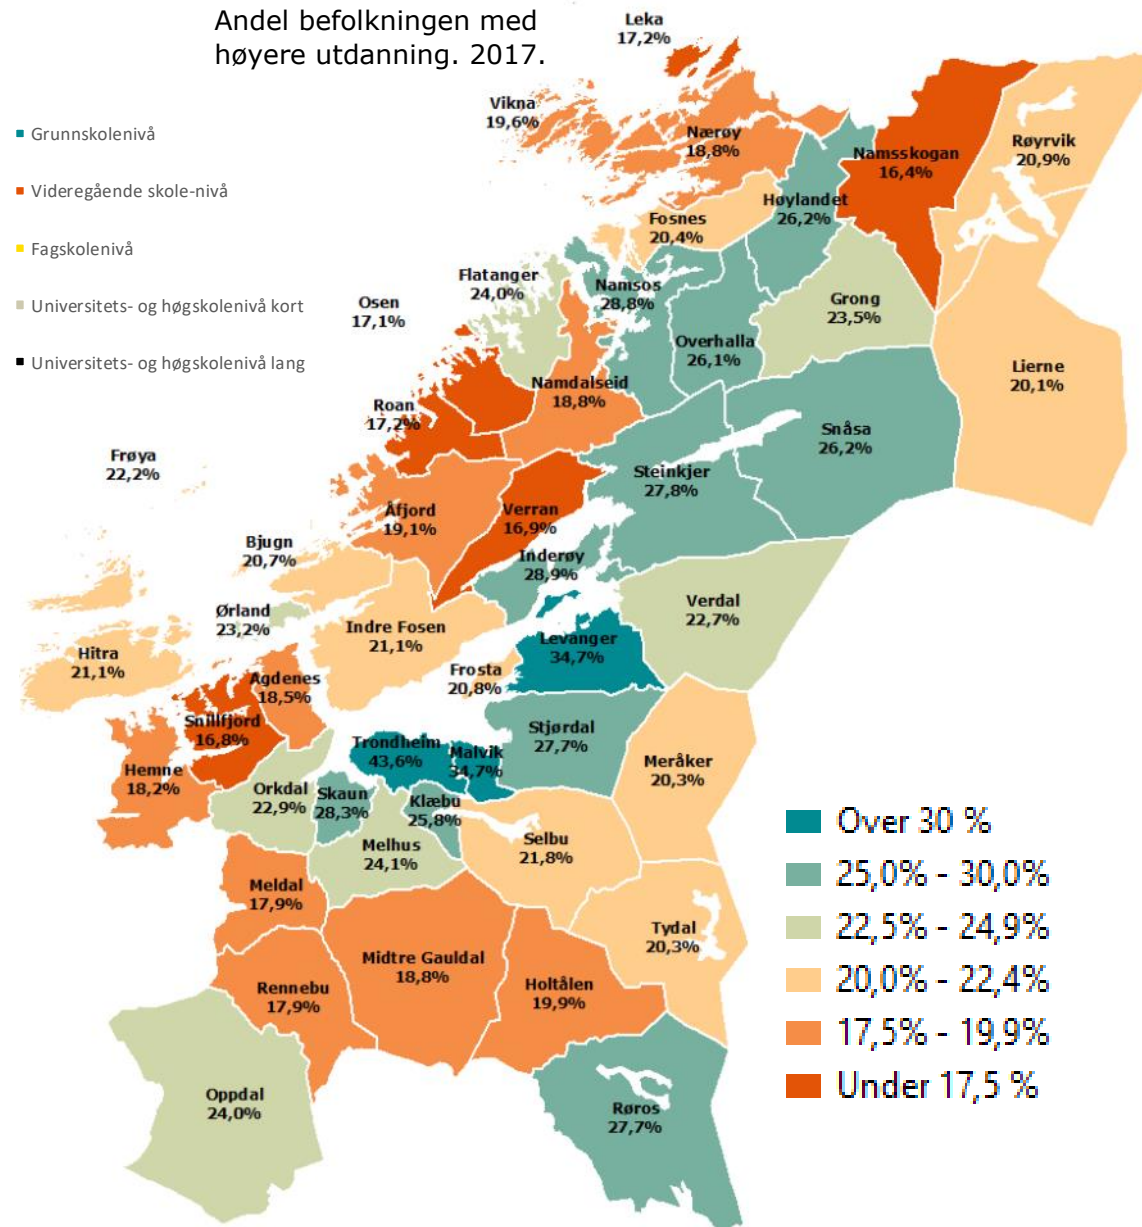 Andel befolkningen med
høyere utdanning. 2017.
Grunnskolenivå
Videregående skole-nivå
Fagskolenivå
Universitets- og høgskolenivå kort
Universitets- og høgskolenivå lang
Leka
17,2%
Vikna
19,6%
Nærøy
18,8%
Namsskogan
16,4%
Røyrvik
20,9%
Høylandet
26,2%
Fosnes
20,4%
Flatanger
24,0%
Namsos
28,8%
Grong
23,5%
Osen
17,1%
Overhalla
26,1%
Lierne
20,1%
Namdalseid
18,8%
Roan
17,2%
Snåsa
26,2%
Frøya
22,2%
Steinkjer
27,8%
Åfjord
19,1%
Verran
16,9%
Bjugn
20,7%
Inderøy
28,9%
Ørland
23,2%
Verdal
22,7%
Indre Fosen
21,1%
Levanger
34,7%
Hitra
21,1%
Frosta
20,8%
Agdenes
18,5%
Snillfjord
16,8%
Stjørdal
27,7%
Trondheim
43,6%
Malvik
34,7%
Meråker
20,3%
Hemne
18,2%
Orkdal
22,9%
Skaun
28,3%
Klæbu
25,8%
Selbu
21,8%
Melhus
24,1%
Meldal
17,9%
Tydal
20,3%
Midtre Gauldal
18,8%
Rennebu
17,9%
Holtålen
19,9%
Oppdal
24,0%
Røros
27,7%
Over 30 %
25,0% - 30,0%
22,5% - 24,9%
20,0% - 22,4%
17,5% - 19,9%
Under 17,5 %